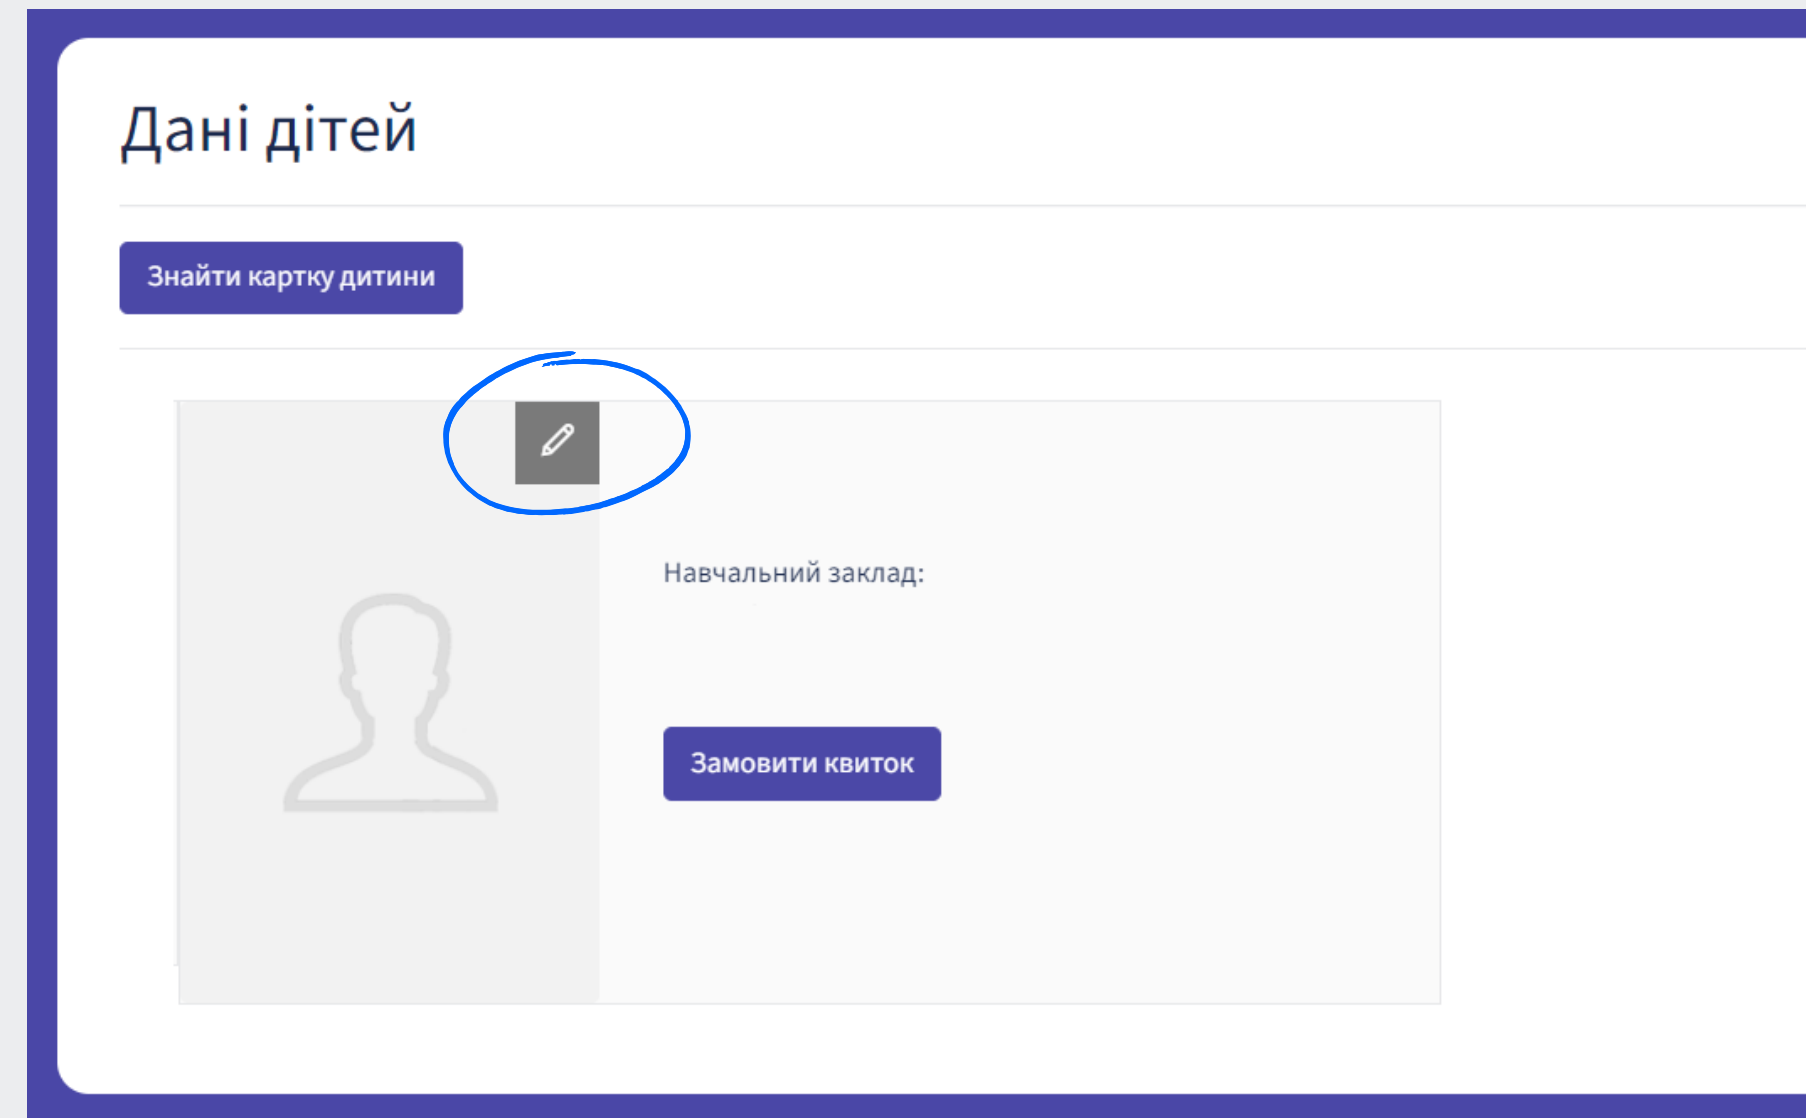 Дані дітей
Знайти картку дитини
Навчальний заклад:
Замовити квиток